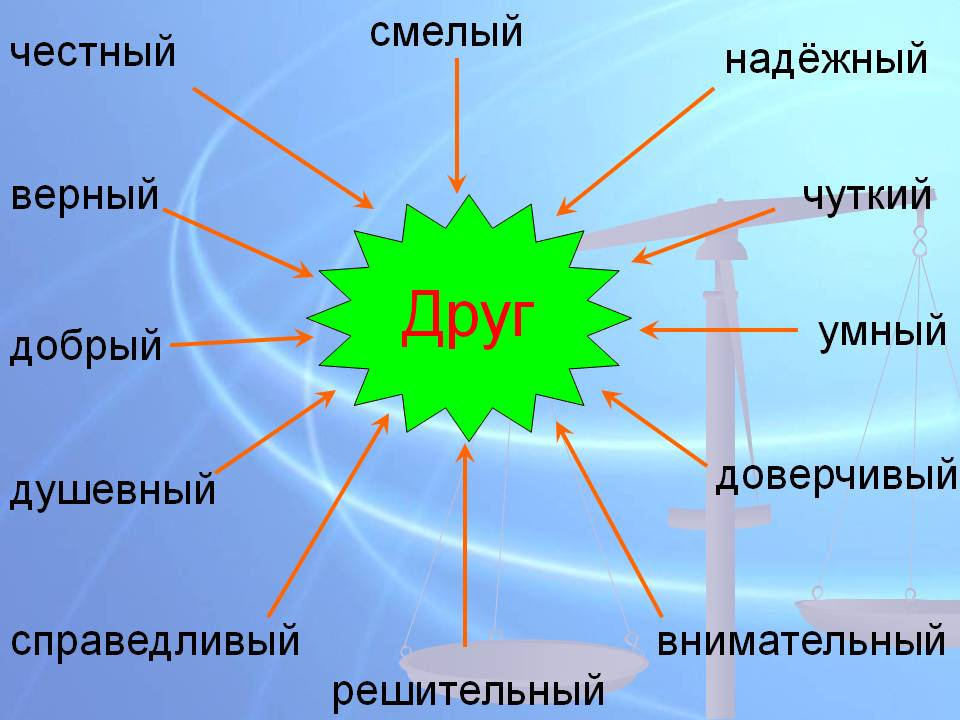 смелый
честный
надёжный
верный
чуткий
Друг
умный
добрый
доверчивый
душевный
справедливый
внимательный
решительный